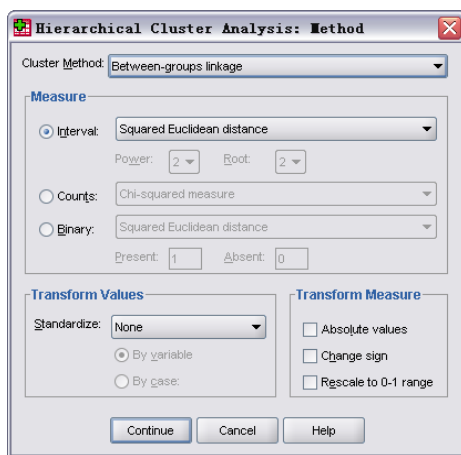 Hierarchical Cluster Analysis: Method
Cluster Method: Between-groups linkage
Measure
Interval: Squared Euclidean distance
Power: 2 Root: 2
Counts: Chi-squared measure
Binary: Squared Euclidean distance
Present: 1 Absent: 0
Transform Values
Standardize: None
By variable
By case:
Transform Measure
Absolute values
Change sign
Rescale to 0-1 range
Continue Cancel Help